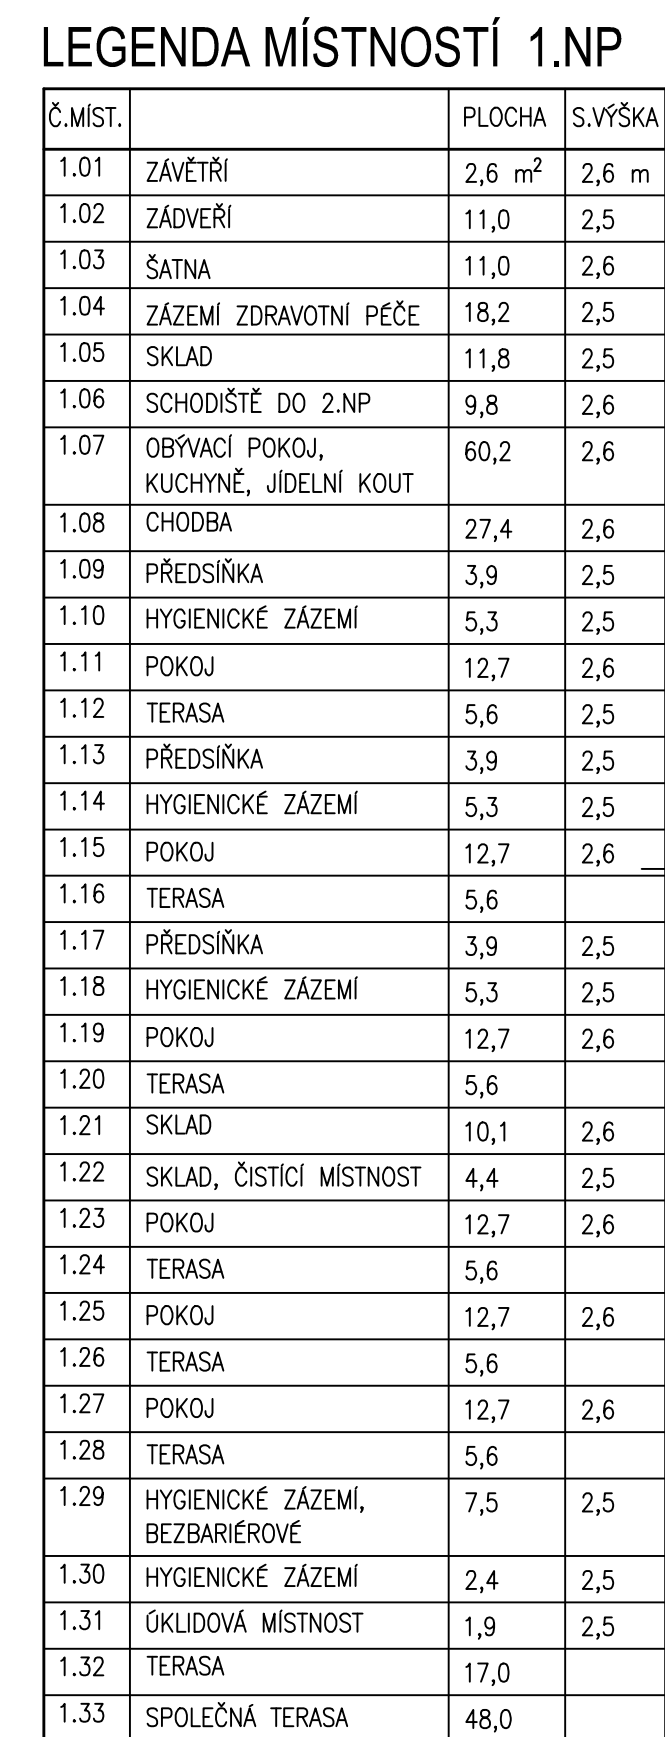 LEGENDA MÍSTNOSTÍ 1.NP
Č.MÍST. PLOCHA S.VÝŠKA
1.01 ZÁVĚTŘÍ 2,6 m² 2,6 m
1.02 ZÁDVEŘÍ 11,0 2,5
1.03 ŠATNA 11,0 2,6
1.04 ZÁZEMÍ ZDRAVOTNÍ PÉČE 18,2 2,5
1.05 SKLAD 11,8 2,5
1.06 SCHODIŠTĚ DO 2.NP 9,8 2,6
1.07 OBÝVACÍ POKOJ, 60,2 2,6
KUCHYNĚ, JÍDELNÍ KOUT
1.08 CHODBA 27,4 2,6
1.09 PŘEDSÍŇKA 3,9 2,5
1.10 HYGIENICKÉ ZÁZEMÍ 5,3 2,5
1.11 POKOJ 12,7 2,6
1.12 TERASA 5,6 2,5
1.13 PŘEDSÍŇKA 3,9 2,5
1.14 HYGIENICKÉ ZÁZEMÍ 5,3 2,5
1.15 POKOJ 12,7 2,6
1.16 TERASA 5,6
1.17 PŘEDSÍŇKA 3,9 2,5
1.18 HYGIENICKÉ ZÁZEMÍ 5,3 2,5
1.19 POKOJ 12,7 2,6
1.20 TERASA 5,6
1.21 SKLAD 10,1 2,6
1.22 SKLAD, ČISTÍCÍ MÍSTNOST 4,4 2,5
1.23 POKOJ 12,7 2,6
1.24 TERASA 5,6
1.25 POKOJ 12,7 2,6
1.26 TERASA 5,6
1.27 POKOJ 12,7 2,6
1.28 TERASA 5,6
1.29 HYGIENICKÉ ZÁZEMÍ, 7,5 2,5
BEZBARIÉROVÉ
1.30 HYGIENICKÉ ZÁZEMÍ 2,4 2,5
1.31 ÚKLIDOVÁ MÍSTNOST 1,9 2,5
1.32 TERASA 17,0
1.33 SPOLEČNÁ TERASA 48,0